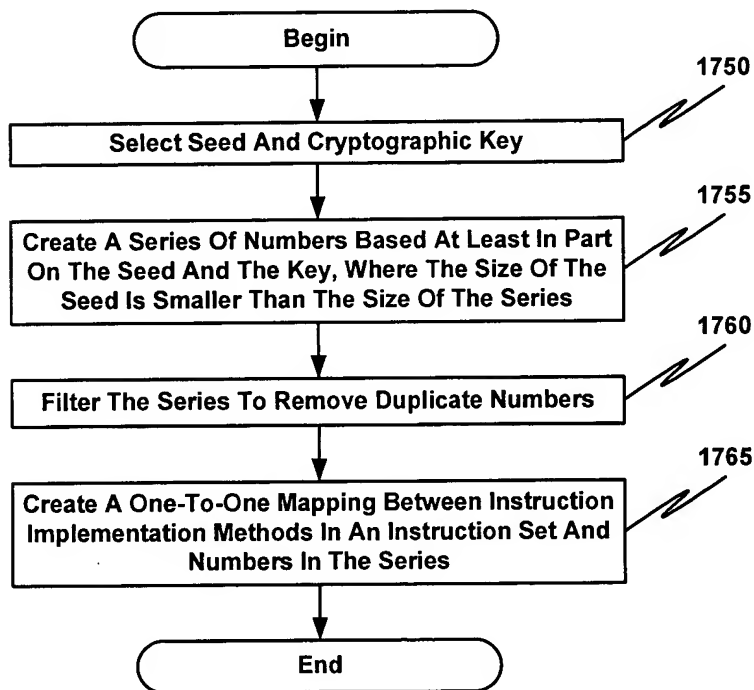 Begin
1750
Select Seed And Cryptographic Key
1755
Create A Series Of Numbers Based At Least In Part
On The Seed And The Key, Where The Size Of The
Seed Is Smaller Than The Size Of The Series
1760
Filter The Series To Remove Duplicate Numbers
1765
Create A One-To-One Mapping Between Instruction
Implementation Methods In An Instruction Set And
Numbers In The Series
End